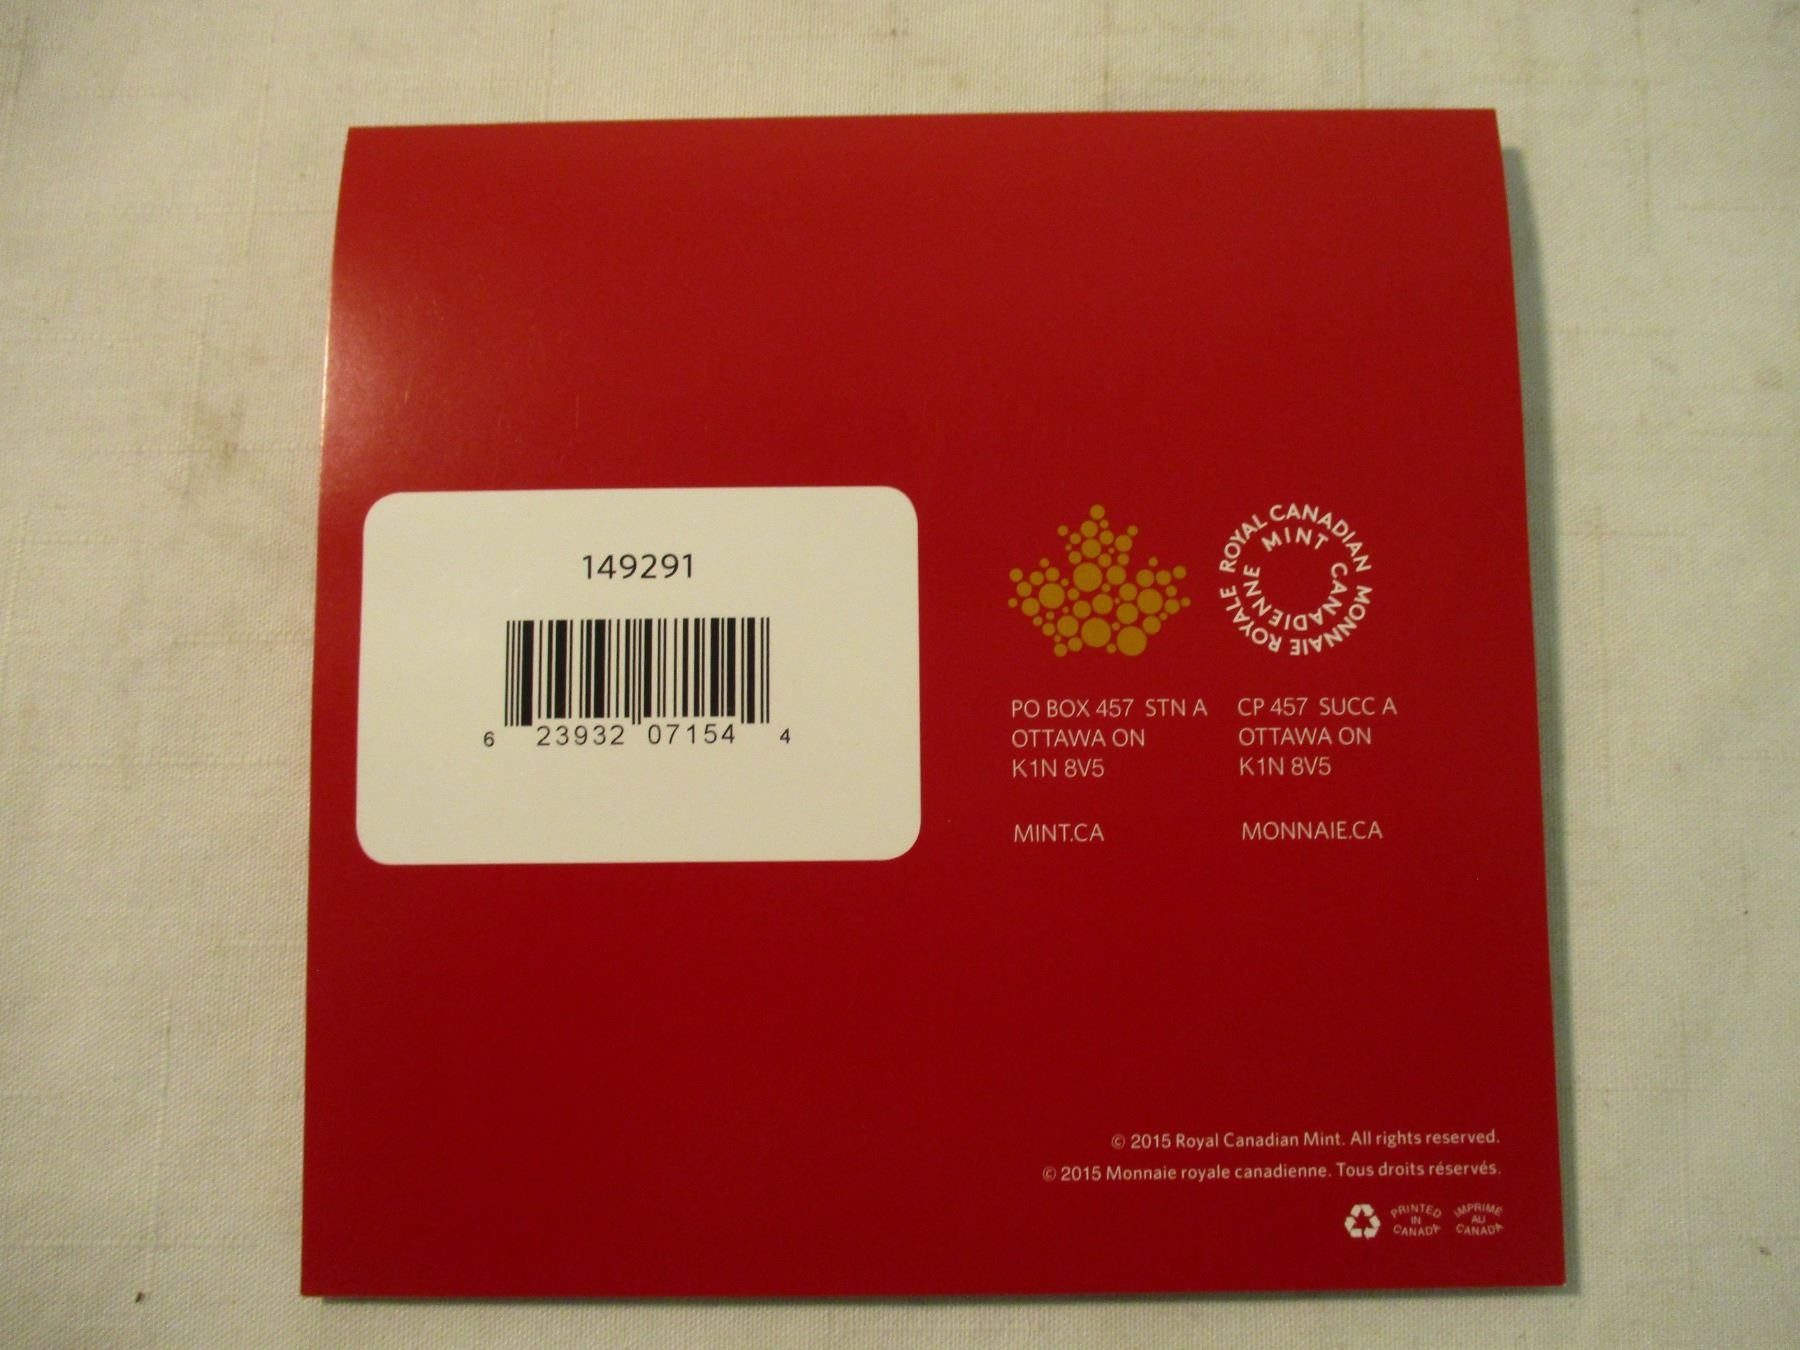 149291
6 23932 07154 4
ROYAL CANADIAN MINT
MONNAIE ROYALE CANADIENNE
PO BOX 457 STN A
OTTAWA ON
K1N 8V5
MINT.CA
CP 457 SUCC A
OTTAWA ON
K1N 8V5
MONNAIE.CA
© 2015 Royal Canadian Mint. All rights reserved.
© 2015 Monnaie royale canadienne. Tous droits réservés.
PRINTED
IN
CANADA
IMPRIMÉ
AU
CANADA